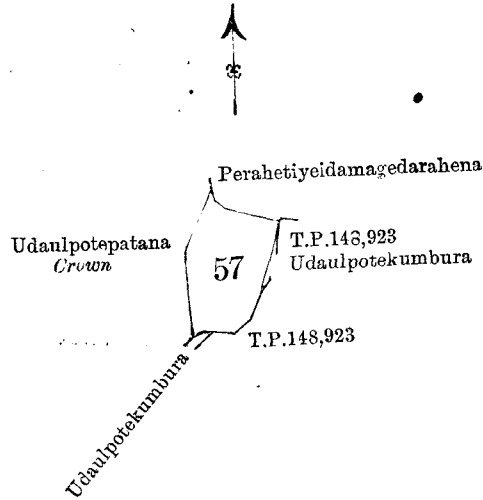 Perahetiyeidamagedarahena
Udaulpotepatana
Crown
57
T.P.148,923
Udaulpotekumbura
T.P.148,923
Udaulpotekumbura